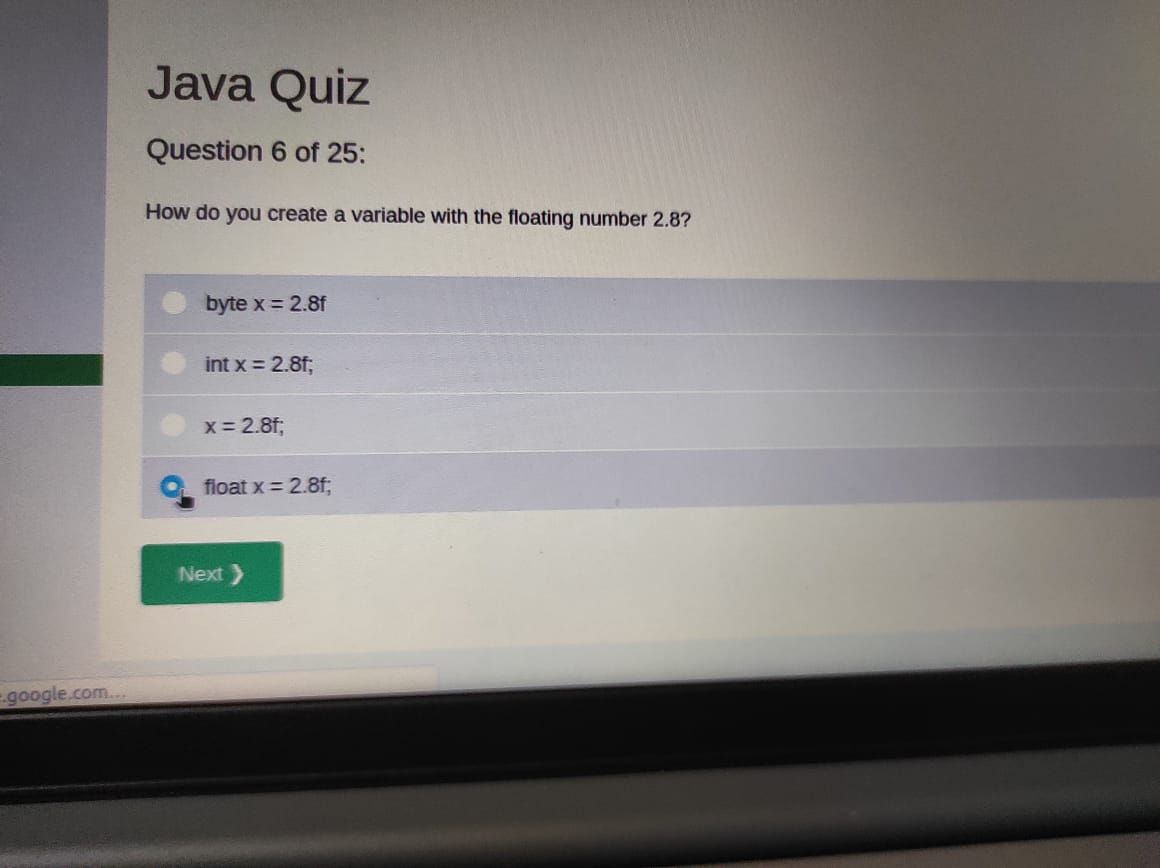 Java Quiz
Question 6 of 25:
How do you create a variable with the floating number 2.8?
byte x = 2.8f
int x = 2.8f;
x = 2.8f;
float x = 2.8f;
Next ❯
.google.com...